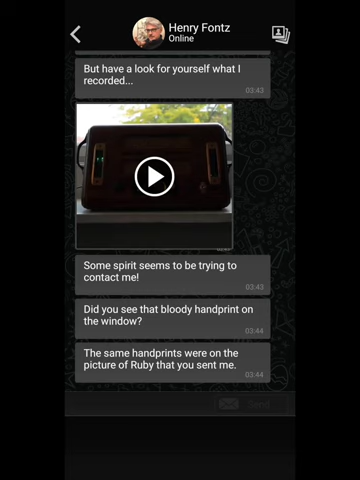 Henry Fontz
Online
But have a look for yourself what I
recorded...
03:43
Some spirit seems to be trying to
contact me!
03:43
Did you see that bloody handprint on
the window?
03:44
The same handprints were on the
picture of Ruby that you sent me.
03:44
Send